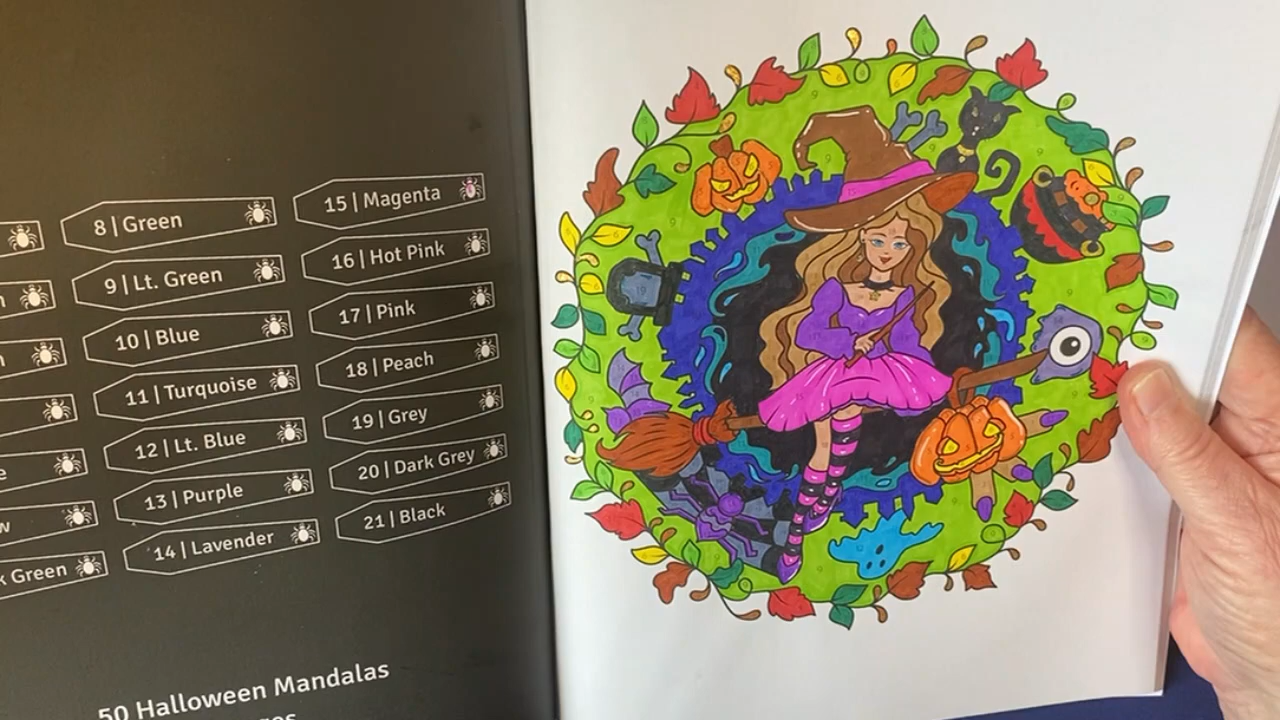 8 | Green
9 | Lt. Green
10 | Blue
11 | Turquoise
12 | Lt. Blue
13 | Purple
14 | Lavender
15 | Magenta
16 | Hot Pink
17 | Pink
18 | Peach
19 | Grey
20 | Dark Grey
21 | Black
Green
50 Halloween Mandalas